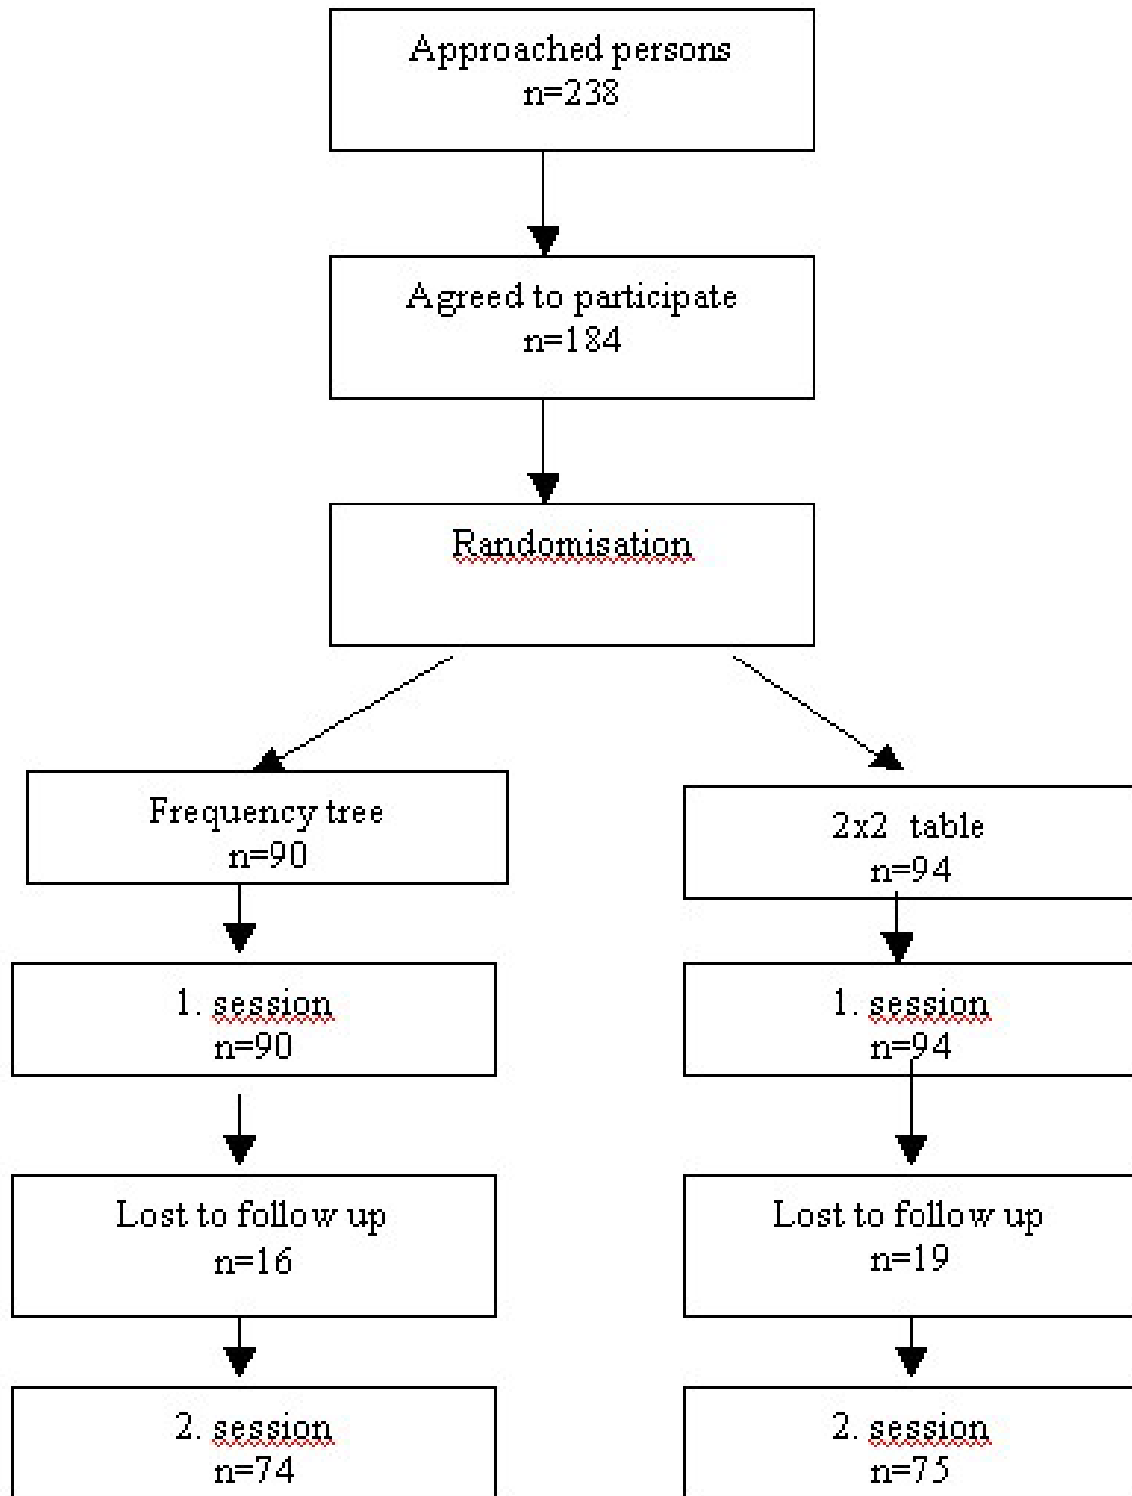 Approached persons
n=238
Agreed to participate
n=184
Randomisation
Frequency tree
n=90
2x2 table
n=94
1. session
n=90
1. session
n=94
Lost to follow up
n=16
Lost to follow up
n=19
2. session
n=74
2. session
n=75